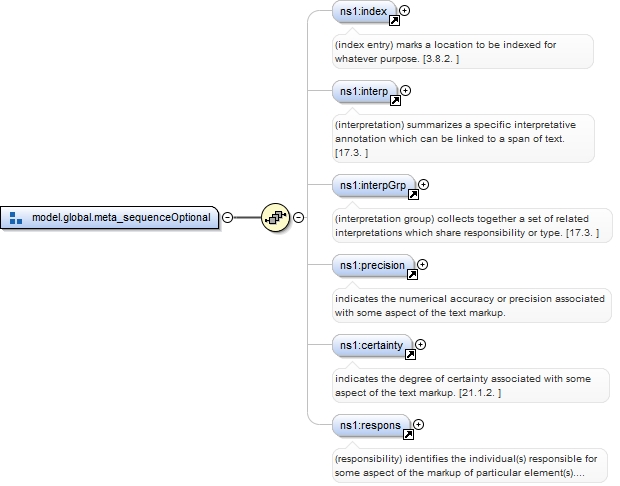 ns1:index
(index entry) marks a location to be indexed for
whatever purpose. [3.8.2. ]
ns1:interp
(interpretation) summarizes a specific interpretative
annotation which can be linked to a span of text.
[17.3. ]
ns1:interpGrp
(interpretation group) collects together a set of related
interpretations which share responsibility or type. [17.3. ]
model.global.meta_sequenceOptional
ns1:precision
indicates the numerical accuracy or precision associated
with some aspect of the text markup.
ns1:certainty
indicates the degree of certainty associated with some
aspect of the text markup. [21.1.2. ]
ns1:respons
(responsibility) identifies the individual(s) responsible for
some aspect of the markup of particular element(s)....